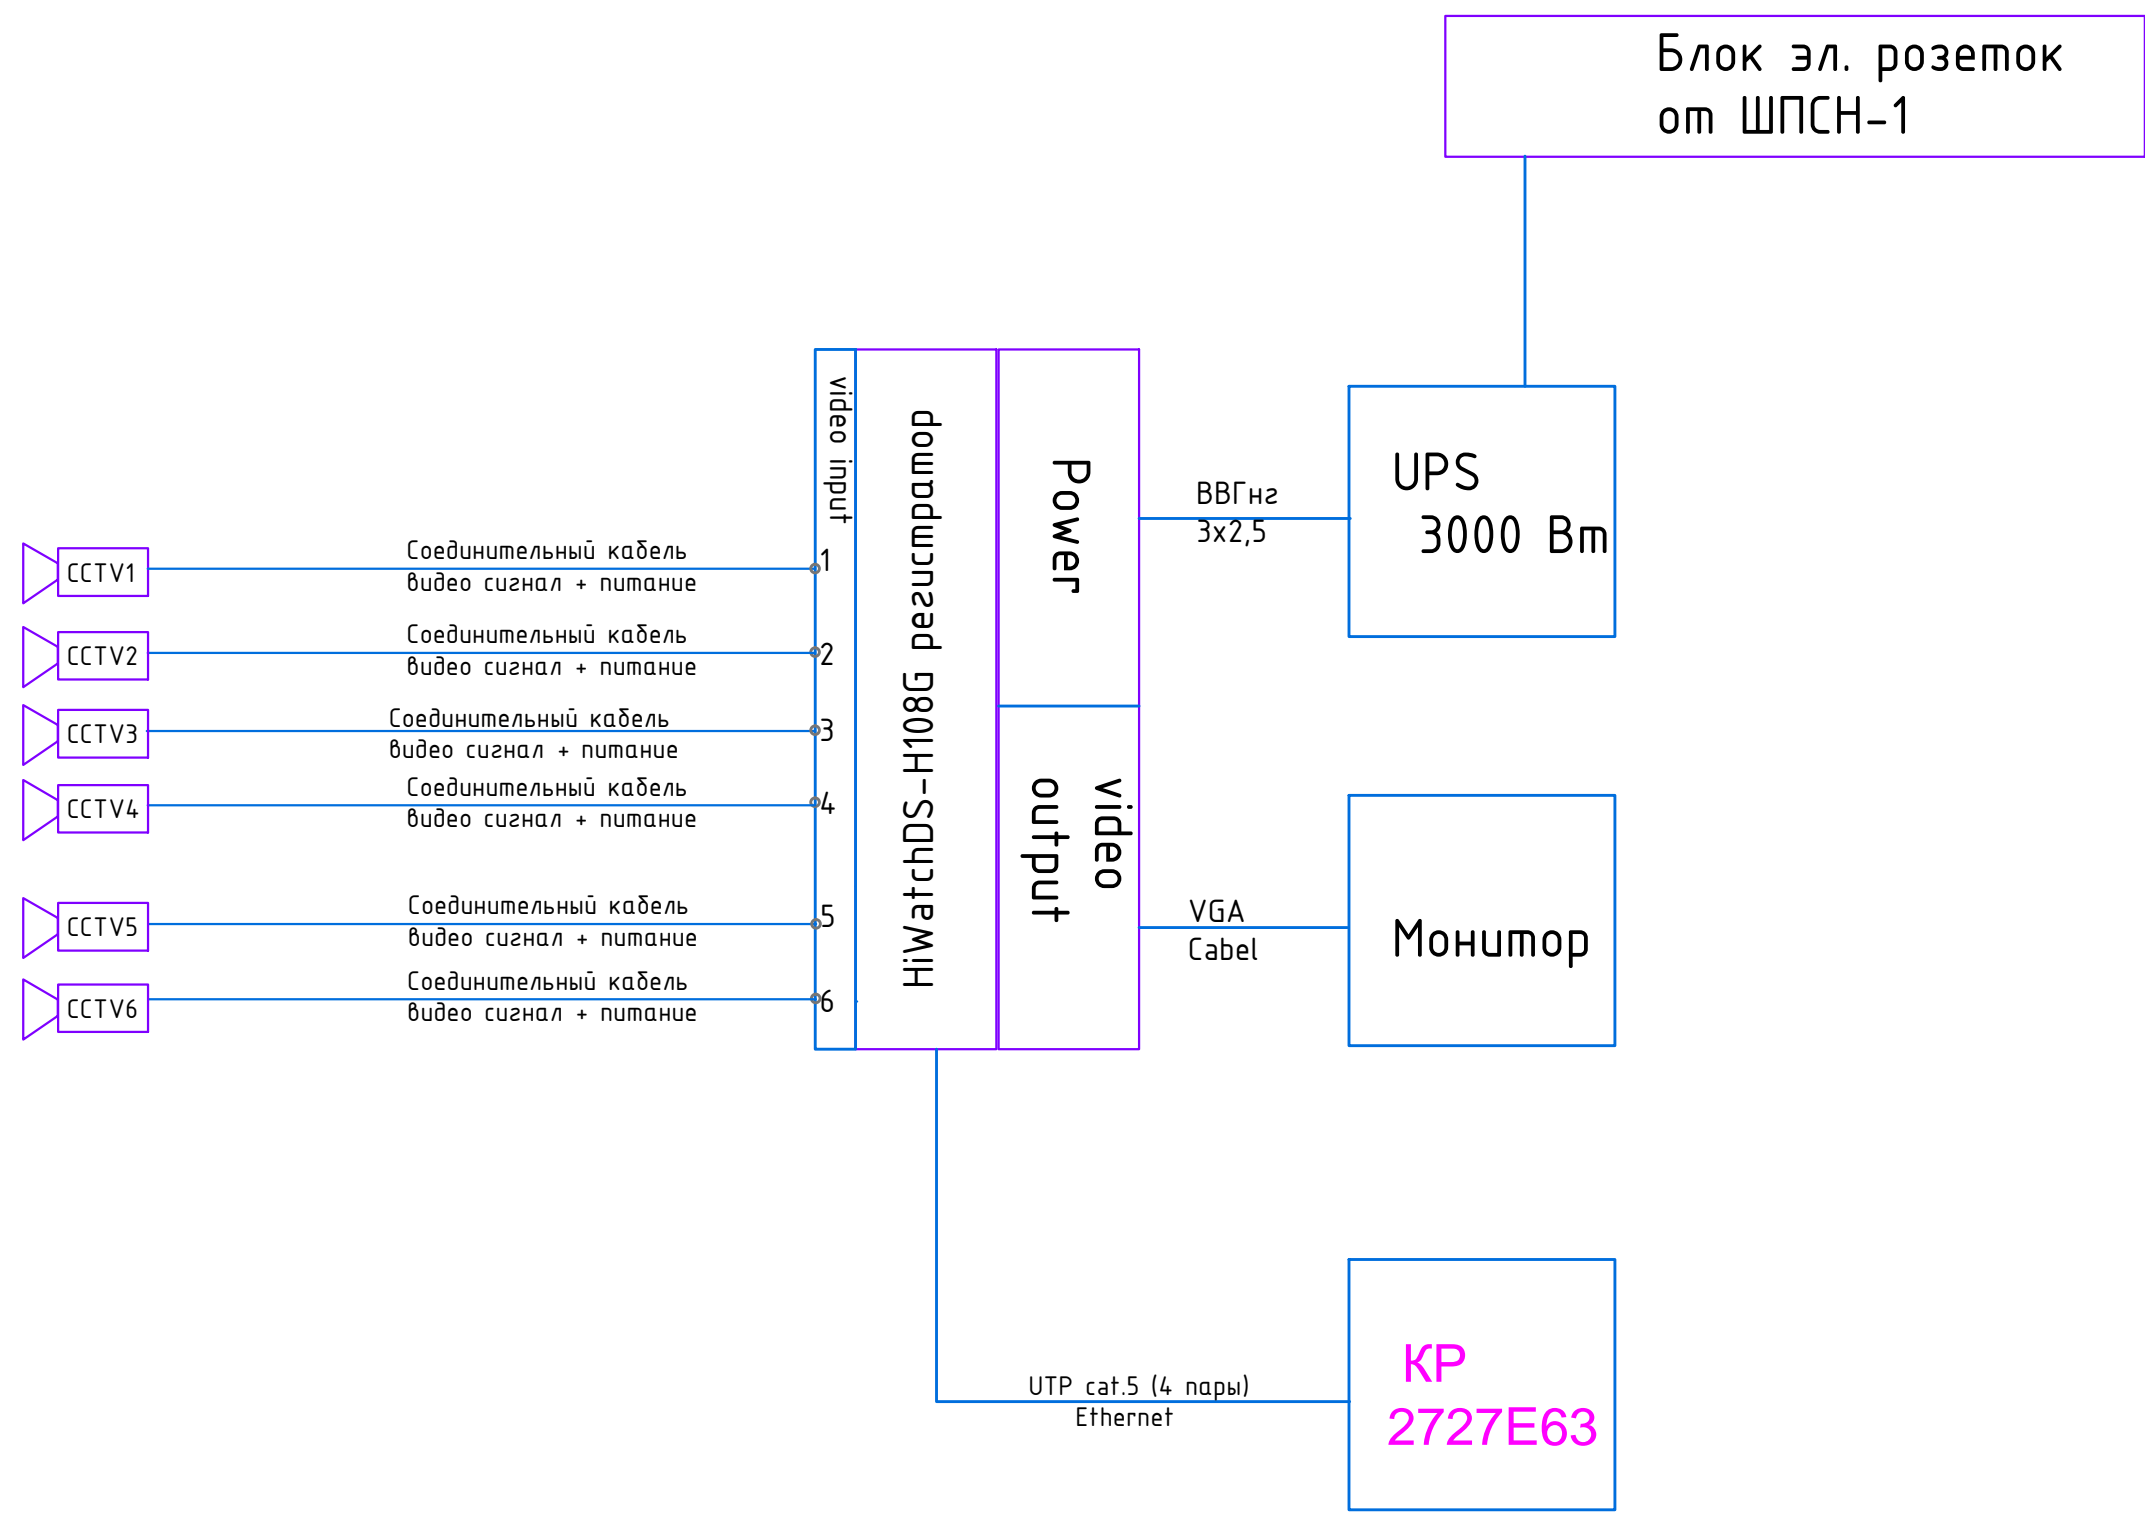 Блок эл. розеток
от ШПСН-1
video input
HiWatchDS-H108G регистратор
Power
video
output
ВВГнг
3x2,5
UPS
3000 Вт
CCTV1
Соединительный кабель
видео сигнал + питание
1
CCTV2
Соединительный кабель
видео сигнал + питание
2
CCTV3
Соединительный кабель
видео сигнал + питание
3
CCTV4
Соединительный кабель
видео сигнал + питание
4
CCTV5
Соединительный кабель
видео сигнал + питание
5
CCTV6
Соединительный кабель
видео сигнал + питание
6
VGA
Cabel
Монитор
UTP cat.5 (4 пары)
Ethernet
КР
2727E63